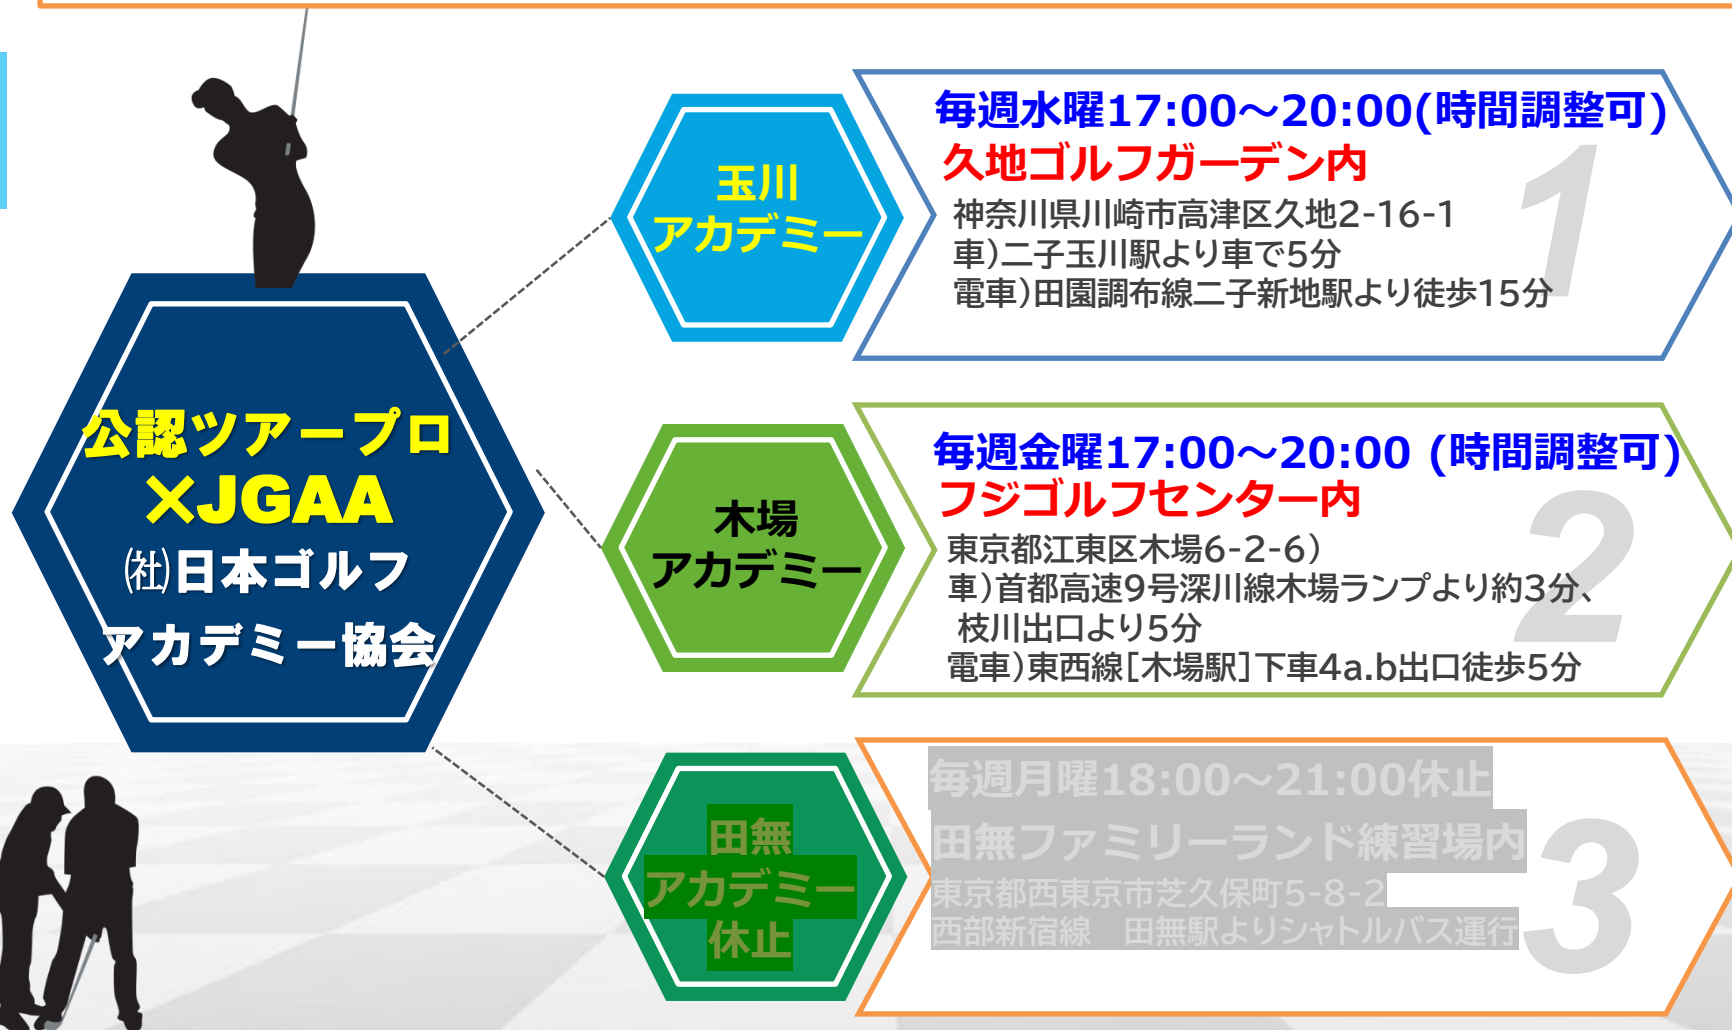 公認ツアープロ
×JGAA
㈳日本ゴルフ
アカデミー協会
玉川
アカデミー
毎週水曜17:00～20:00(時間調整可)
久地ゴルフガーデン内
神奈川県川崎市高津区久地2-16-1
車)二子玉川駅より車で5分
電車)田園調布線二子新地駅より徒歩15分
1
木場
アカデミー
毎週金曜17:00～20:00 (時間調整可)
フジゴルフセンター内
東京都江東区木場6-2-6)
車)首都高速9号深川線木場ランプより約3分、
枝川出口より5分
電車)東西線[木場駅]下車4a.b出口徒歩5分
2
田無
アカデミー
休止
毎週月曜18:00～21:00休止
田無ファミリーランド練習場内
東京都西東京市芝久保町5-8-2
西部新宿線　田無駅よりシャトルバス運行
3